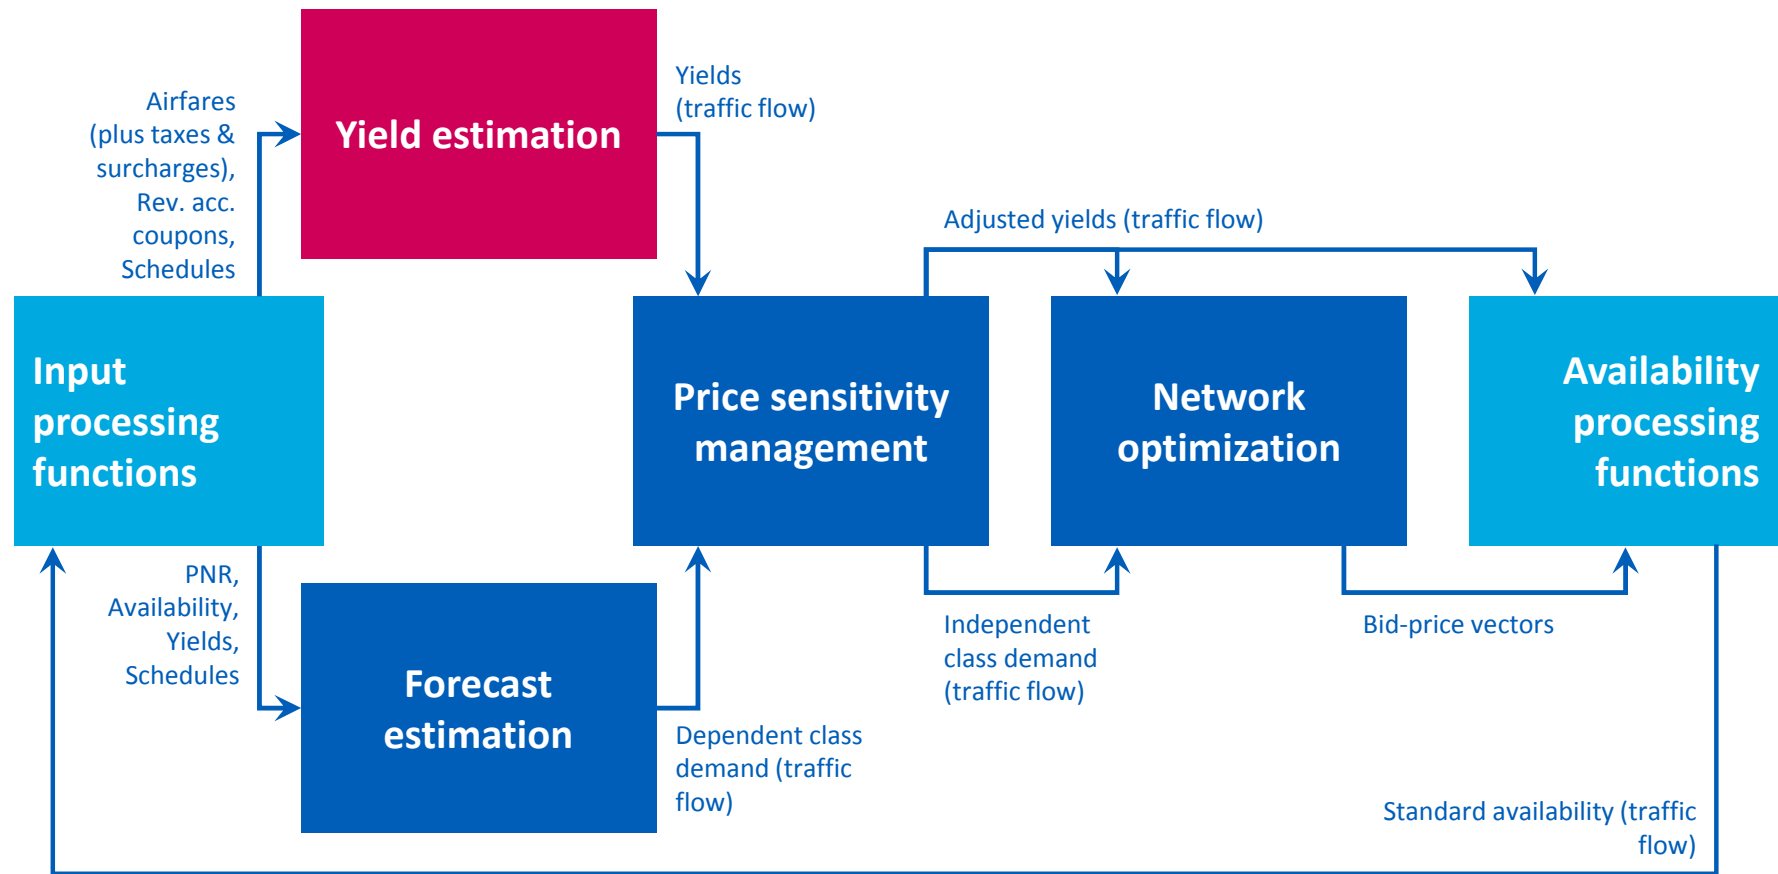 Airfares
(plus taxes &
surcharges),
Rev. acc.
coupons,
Schedules
Yield estimation
Yields
(traffic flow)
Adjusted yields (traffic flow)
Input
processing
functions
Price sensitivity
management
Network
optimization
Availability
processing
functions
PNR,
Availability,
Yields,
Schedules
Forecast
estimation
Dependent class
demand (traffic
flow)
Independent
class demand
(traffic flow)
Bid-price vectors
Standard availability (traffic
flow)